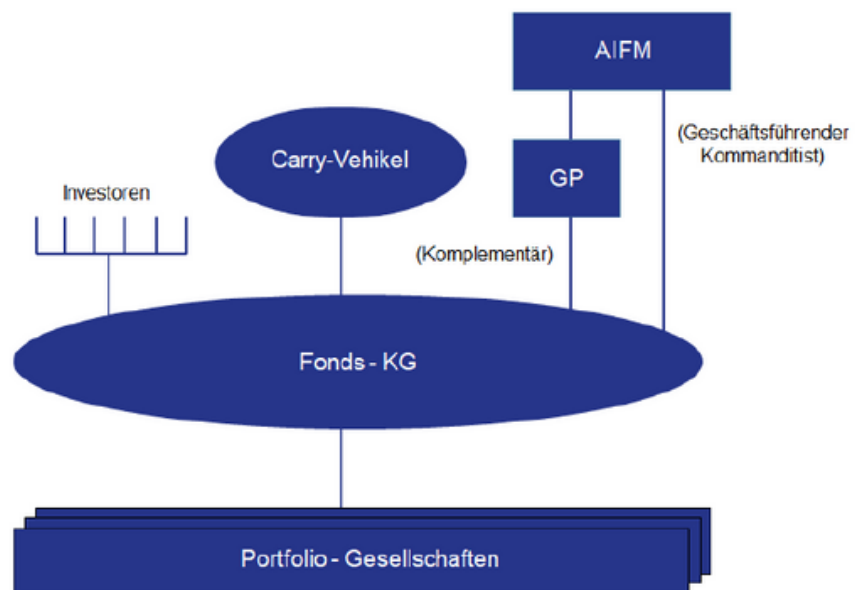 AIFM
(Geschäftsführender
Kommanditist)
Carry-Vehikel
GP
Investoren
(Komplementär)
Fonds - KG
Portfolio - Gesellschaften